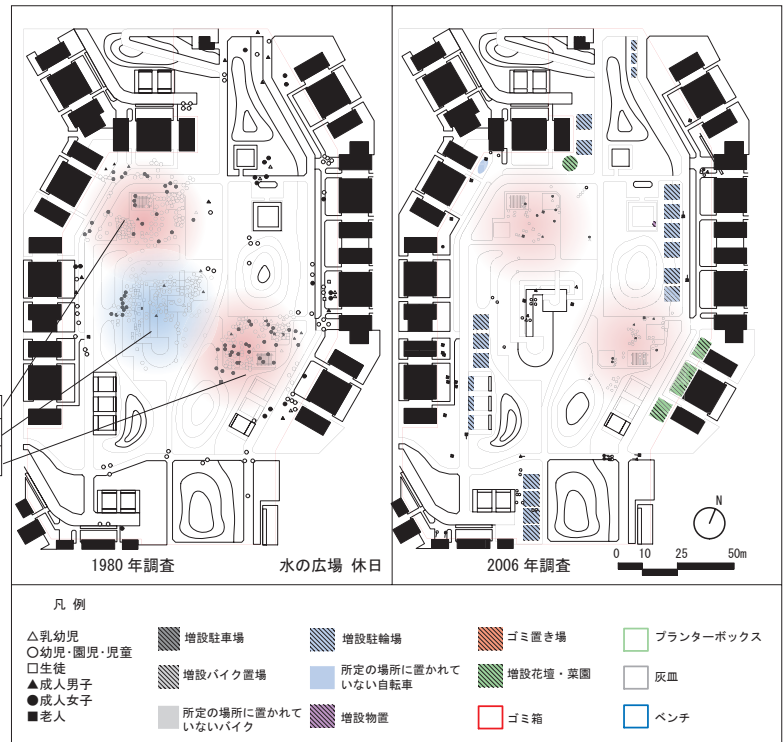 1980 年調査
水の広場 休日
2006 年調査
N
0 10 25 50m
凡 例
△乳幼児
○幼児・園児・児童
□生徒
▲成人男子
●成人女子
■老人
増設駐車場
増設バイク置場
所定の場所に置かれて
いないバイク
増設駐輪場
所定の場所に置かれて
いない自転車
増設物置
ゴミ置き場
増設花壇・菜園
ゴミ箱
プランターボックス
灰皿
ベンチ